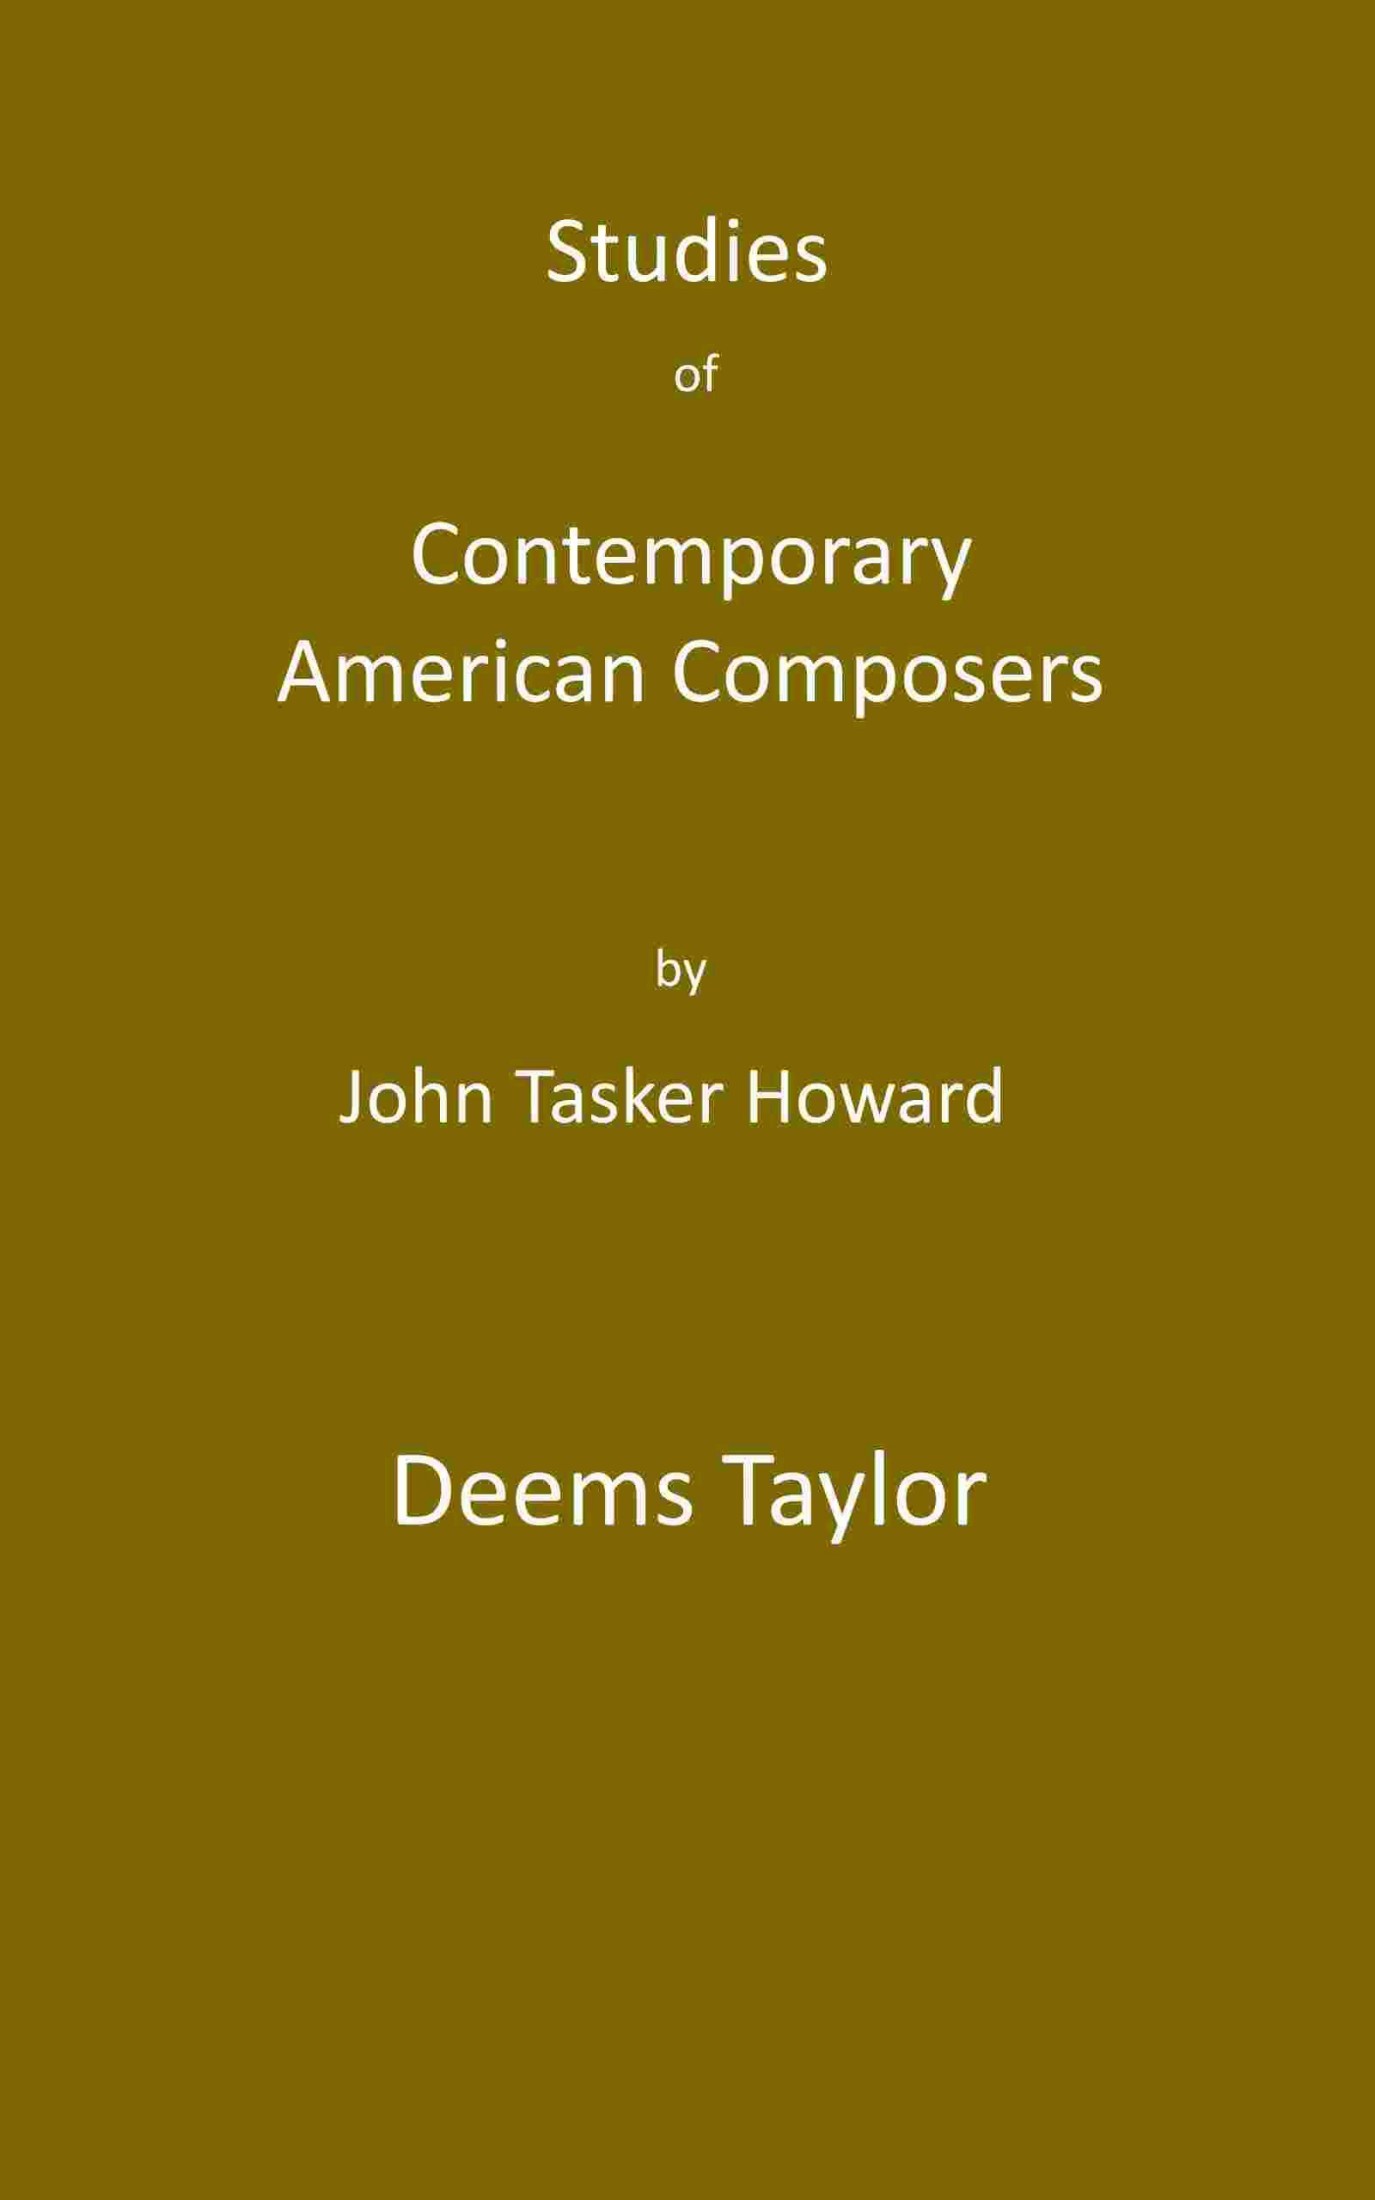 Studies
of
Contemporary
American Composers
by
John Tasker Howard
Deems Taylor